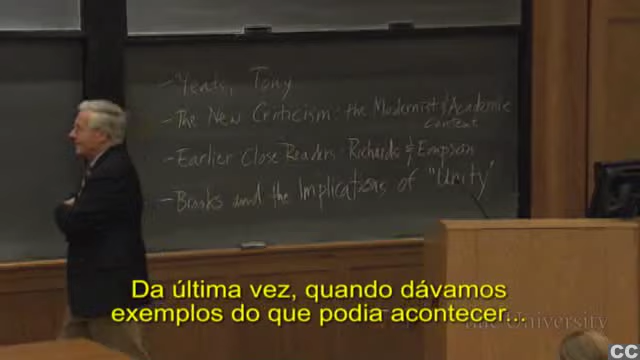 - Yeats, Tony
- The New Criticism: the Modernist & Academic
Context
- Earlier Close Readers: Richards & Empson
- Brooks and the Implications of "Unity"
Da última vez, quando dávamos
exemplos do que podia acontecer...
University
CC